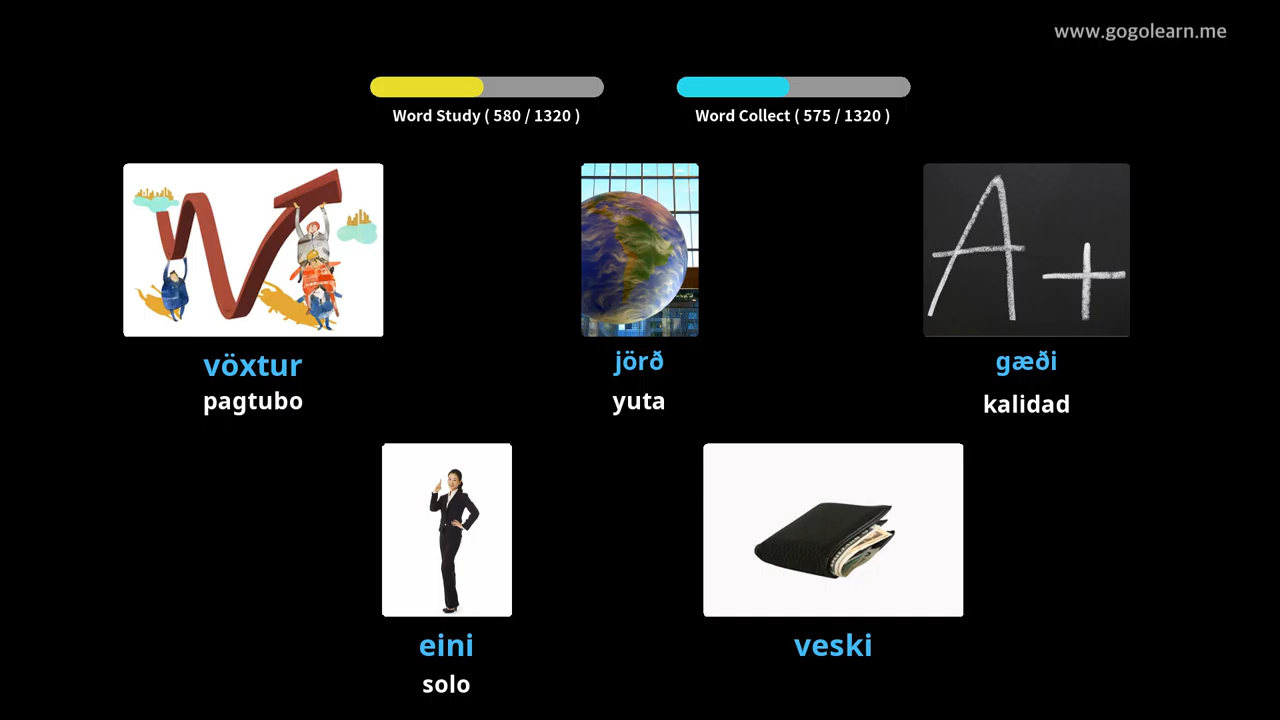 www.gogolearn.me
Word Study ( 580 / 1320 )
Word Collect ( 575 / 1320 )
A+
vöxtur
pagtubo
jörð
yuta
gæði
kalidad
eini
solo
veski